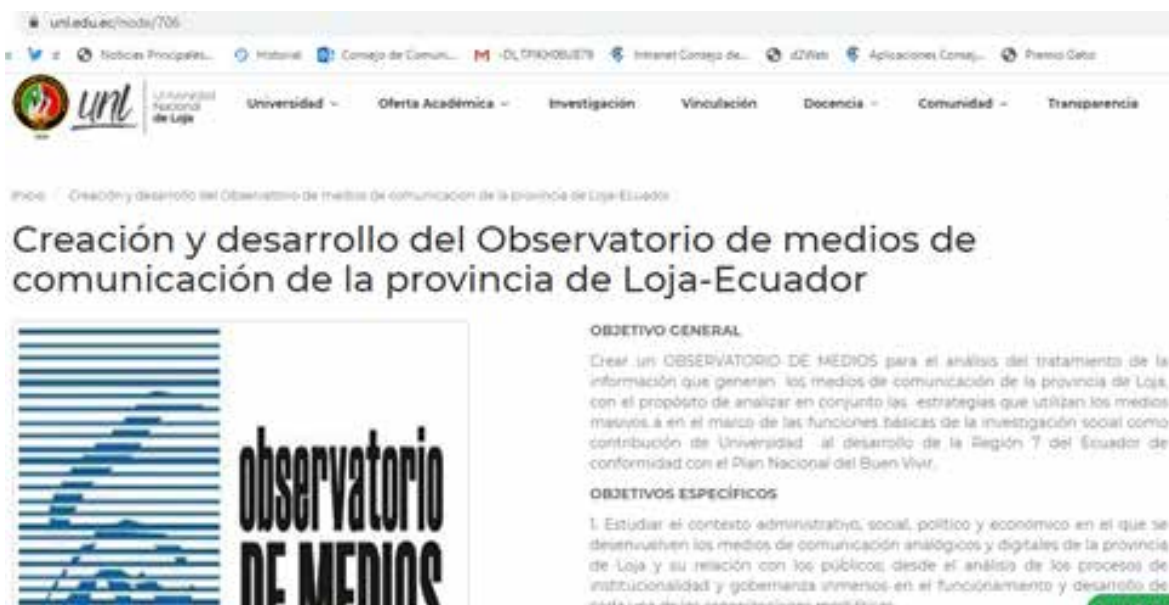 unl.edu.ec/node/706
Noticias Principales... Historial Consejo de Comun... Intranet Consejo de... d2Web Aplicaciones Consej... Premio Gabo
unl Universidad Nacional de Loja Universidad Oferta Académica Investigación Vinculación Docencia Comunidad Transparencia
Inicio / Creación y desarrollo del Observatorio de medios de comunicación de la provincia de Loja-Ecuador
Creación y desarrollo del Observatorio de medios de
comunicación de la provincia de Loja-Ecuador
observatorio
DE MEDIOS
OBJETIVO GENERAL
Crear un OBSERVATORIO DE MEDIOS para el análisis del tratamiento de la
información que generan los medios de comunicación de la provincia de Loja,
con el propósito de analizar en conjunto las estrategias que utilizan los medios
masivos a en el marco de las funciones básicas de la investigación social como
contribución de Universidad al desarrollo de la Región 7 del Ecuador de
conformidad con el Plan Nacional del Buen Vivir.
OBJETIVOS ESPECÍFICOS
1. Estudiar el contexto administrativo, social, político y económico en el que se
desenvuelven los medios de comunicación analógicos y digitales de la provincia
de Loja y su relación con los públicos; desde el análisis de los procesos de
institucionalidad y gobernanza inmersos en el funcionamiento y desarrollo de